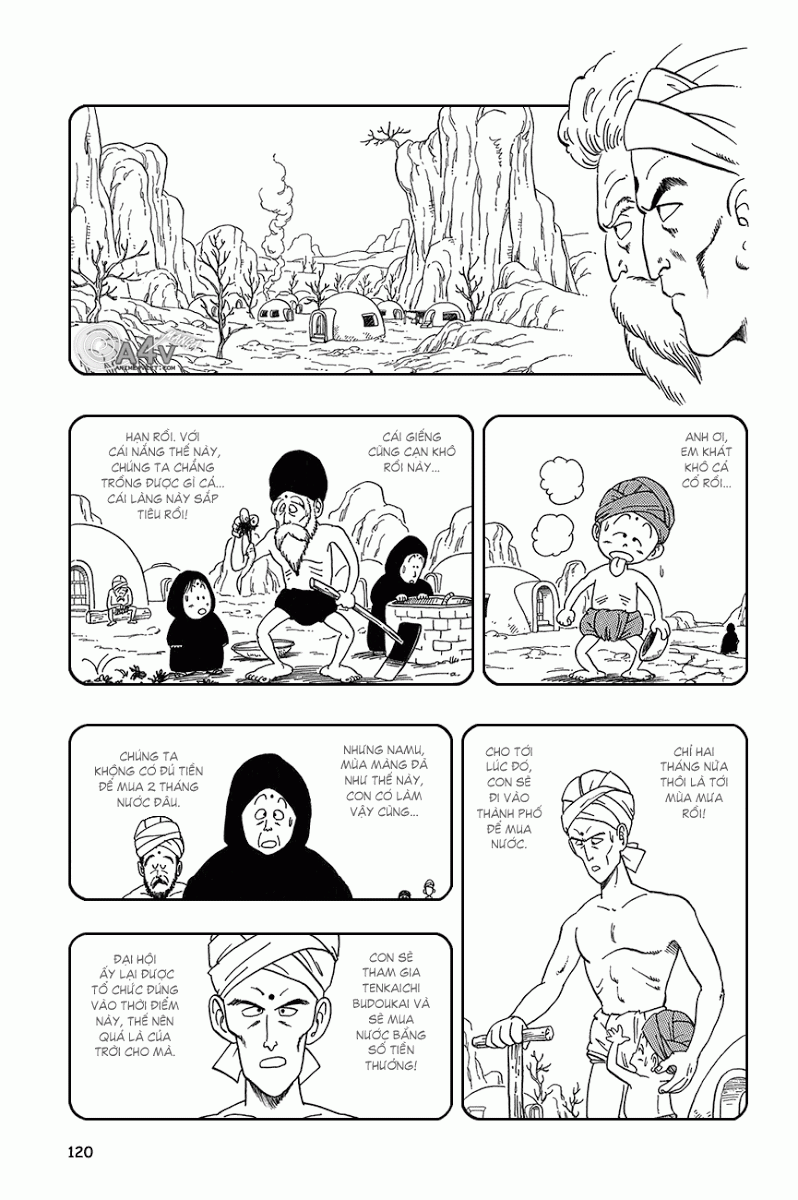 A4V
ANH ƠI,
EM KHÁT
KHÔ CẢ
CỔ RỒI...
CÁI GIẾNG
CŨNG CẠN KHÔ
RỒI NÀY...
HẠN RỒI. VỚI
CÁI NẮNG THẾ NÀY,
CHÚNG TA CHẲNG
TRỒNG ĐƯỢC GÌ CẢ...
CÁI LÀNG NÀY SẮP
TIÊU RỒI!
CHỈ HAI
THÁNG NỮA
THÔI LÀ TỚI
MÙA MƯA
RỒI!
CHO TỚI
LÚC ĐÓ,
CON SẼ
ĐI VÀO
THÀNH PHỐ
ĐỂ MUA
NƯỚC.
NHƯNG NAMU,
MÙA MÀNG ĐÃ
NHƯ THẾ NÀY,
CON CÓ LÀM
VẬY CŨNG...
CHÚNG TA
KHÔNG CÓ ĐỦ TIỀN
ĐỂ MUA 2 THÁNG
NƯỚC ĐÂU.
CON SẼ
THAM GIA
TENKAICHI
BUDOUKAI VÀ
SẼ MUA
NƯỚC BẰNG
SỐ TIỀN
THƯỞNG!
ĐẠI HỘI
ẤY LẠI ĐƯỢC
TỔ CHỨC ĐÚNG
VÀO THỜI ĐIỂM
NÀY, THẾ NÊN
QUẢ LÀ CỦA
TRỜI CHO MÀ.
120